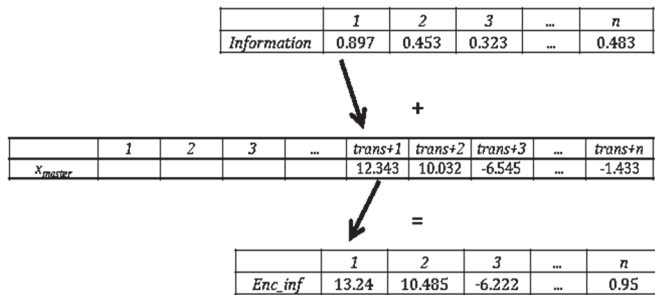 1 2 3 ... n
Information 0.897 0.453 0.323 ... 0.483
+
1 2 3 ... trans+1 trans+2 trans+3 ... trans+n
x_master 12.343 10.032 -6.545 ... -1.433
=
1 2 3 ... n
Enc_inf 13.24 10.485 -6.222 ... 0.95